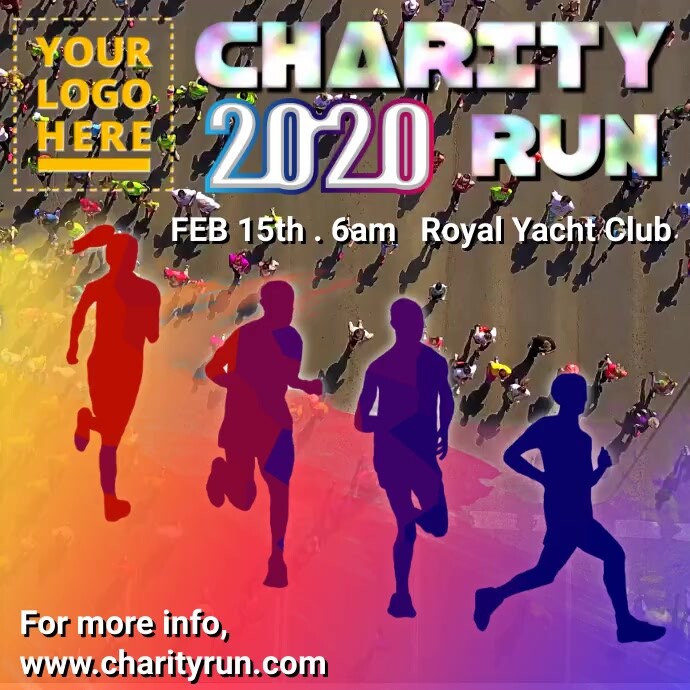 YOUR
LOGO
HERE
CHARITY
2020 RUN
FEB 15th . 6am Royal Yacht Club
For more info,
www.charityrun.com